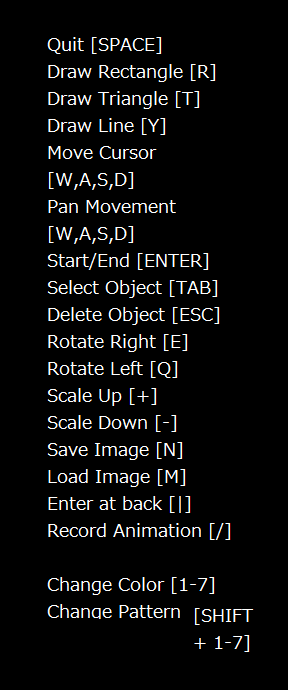 Quit [SPACE]
Draw Rectangle [R]
Draw Triangle [T]
Draw Line [Y]
Move Cursor
[W,A,S,D]
Pan Movement
[W,A,S,D]
Start/End [ENTER]
Select Object [TAB]
Delete Object [ESC]
Rotate Right [E]
Rotate Left [Q]
Scale Up [+]
Scale Down [-]
Save Image [N]
Load Image [M]
Enter at back [|]
Record Animation [/]
Change Color [1-7]
Change Pattern [SHIFT
+ 1-7]